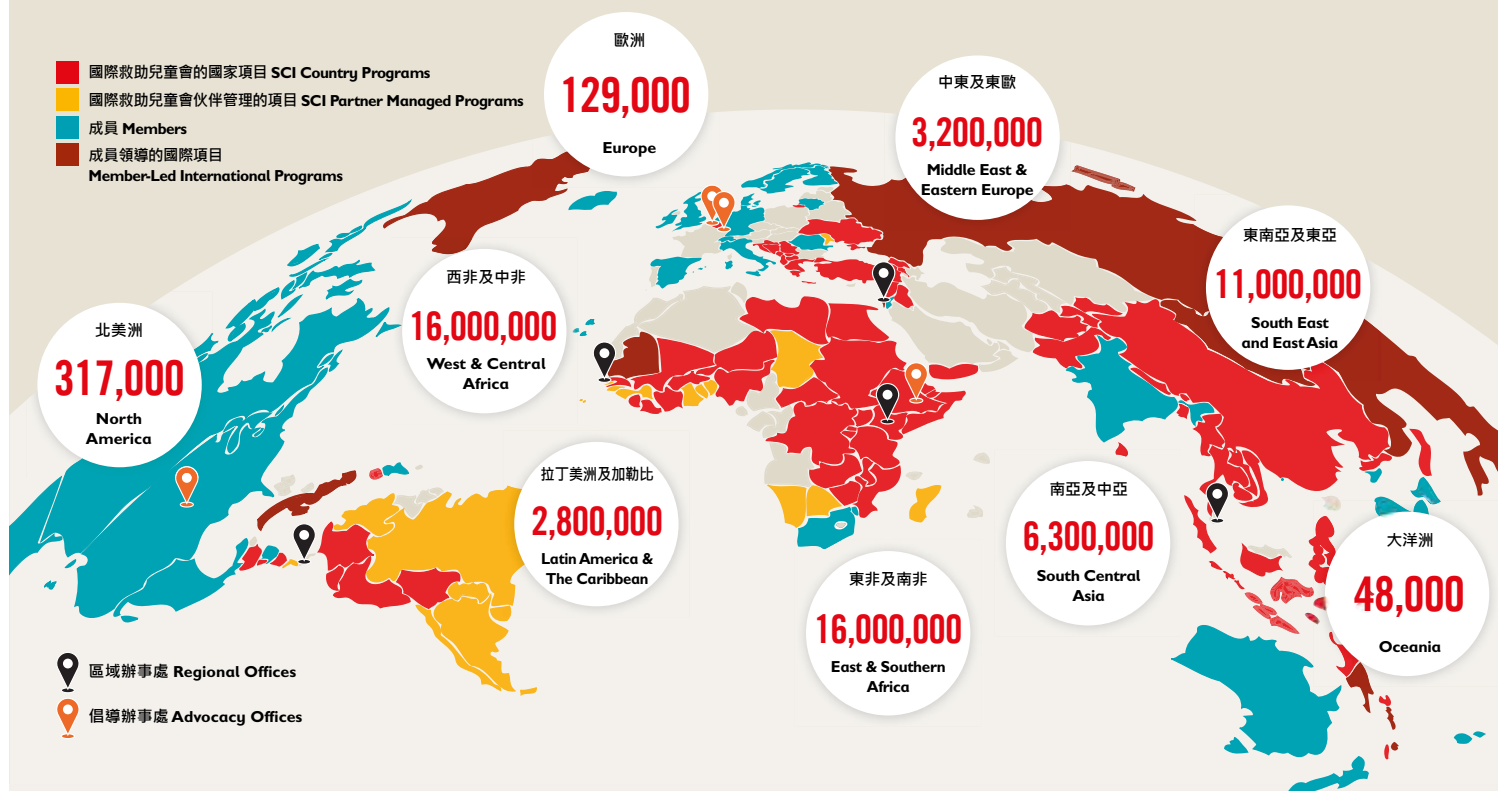 國際救助兒童會的國家項目 SCI Country Programs
國際救助兒童會伙伴管理的項目 SCI Partner Managed Programs
成員 Members
成員領導的國際項目
Member-Led International Programs
歐洲
129,000
Europe
中東及東歐
3,200,000
Middle East &
Eastern Europe
東南亞及東亞
11,000,000
South East
and East Asia
西非及中非
16,000,000
West & Central
Africa
北美洲
317,000
North
America
拉丁美洲及加勒比
2,800,000
Latin America &
The Caribbean
南亞及中亞
6,300,000
South Central
Asia
大洋洲
48,000
Oceania
東非及南非
16,000,000
East & Southern
Africa
區域辦事處 Regional Offices
倡導辦事處 Advocacy Offices